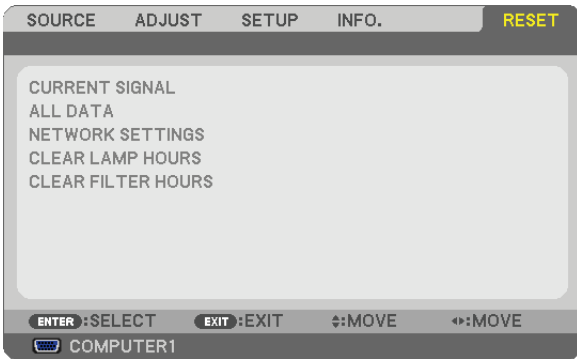 SOURCE ADJUST SETUP INFO. RESET
CURRENT SIGNAL
ALL DATA
NETWORK SETTINGS
CLEAR LAMP HOURS
CLEAR FILTER HOURS
ENTER :SELECT EXIT :EXIT :MOVE :MOVE
COMPUTER1